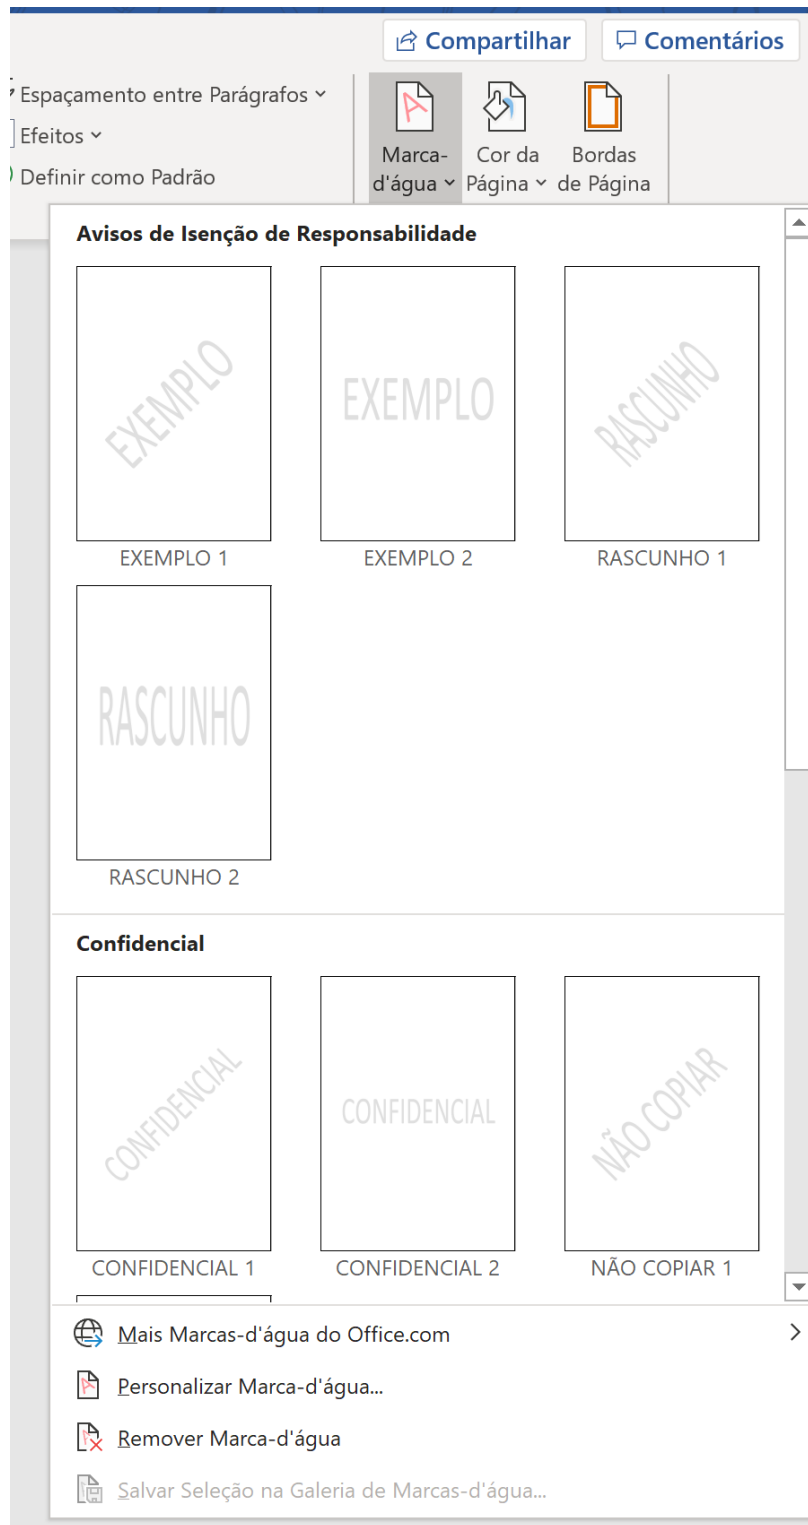 Compartilhar
Comentários
Espaçamento entre Parágrafos
Efeitos
Definir como Padrão
Marca-
d'água
Cor da
Página
Bordas
de Página
Avisos de Isenção de Responsabilidade
EXEMPLO
EXEMPLO
RASCUNHO
EXEMPLO 1
EXEMPLO 2
RASCUNHO 1
RASCUNHO
RASCUNHO 2
Confidencial
CONFIDENCIAL
CONFIDENCIAL
NÃO COPIAR
CONFIDENCIAL 1
CONFIDENCIAL 2
NÃO COPIAR 1
Mais Marcas-d'água do Office.com
Personalizar Marca-d'água...
Remover Marca-d'água
Salvar Seleção na Galeria de Marcas-d'água...